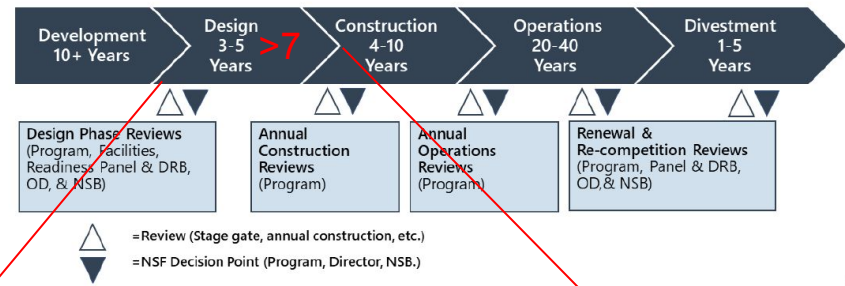 Development
10+ Years
Design
3-5
Years
>7
Construction
4-10
Years
Operations
20-40
Years
Divestment
1-5
Years
Design Phase Reviews
(Program, Facilities,
Readiness Panel & DRB,
OD, & NSB)
Annual
Construction
Reviews
(Program)
Annual
Operations
Reviews
(Program)
Renewal &
Re-competition Reviews
(Program, Panel & DRB,
OD,& NSB)
=Review (Stage gate, annual construction, etc.)
=NSF Decision Point (Program, Director, NSB.)